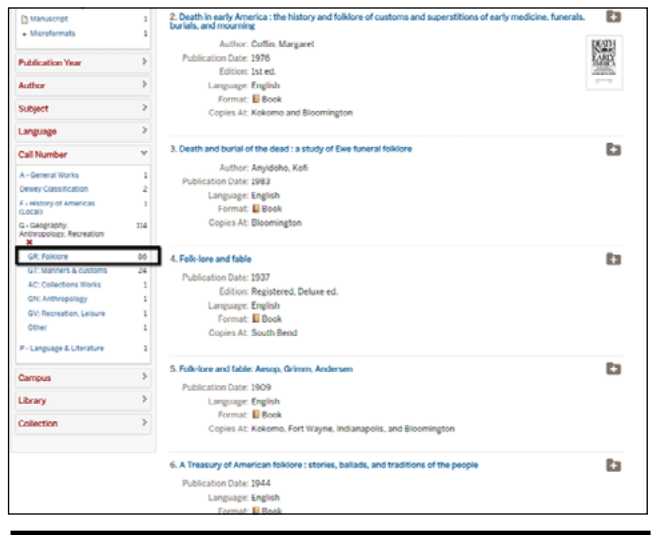 Manuscript 1
Microformats 1
Publication Year
Author
Subject
Language
Call Number
A - General Works 1
Dewey Classification 2
F - History of Americas 1
(Local)
G - Geography, 114
Anthropology, Recreation
GR: Folklore 86
GT: Manners & customs 24
AC: Collections Works 1
GN: Anthropology 1
GV: Recreation, Leisure 1
Other 1
P - Language & Literature 1
Campus
Library
Collection
2. Death in early America : the history and folklore of customs and superstitions of early medicine, funerals,
burials, and mourning
Author: Coffin, Margaret
Publication Date: 1976
Edition: 1st ed.
Language: English
Format: Book
Copies At: Kokomo and Bloomington
DEATH
EARLY
AMERICA
3. Death and burial of the dead : a study of Ewe funeral folklore
Author: Anyidoho, Kofi
Publication Date: 1983
Language: English
Format: Book
Copies At: Bloomington
4. Folk-lore and fable
Publication Date: 1937
Edition: Registered, Deluxe ed.
Language: English
Format: Book
Copies At: South Bend
5. Folk-lore and fable: Aesop, Grimm, Andersen
Publication Date: 1909
Language: English
Format: Book
Copies At: Kokomo, Fort Wayne, Indianapolis, and Bloomington
6. A Treasury of American folklore : stories, ballads, and traditions of the people
Publication Date: 1944
Language: English
Format: Book